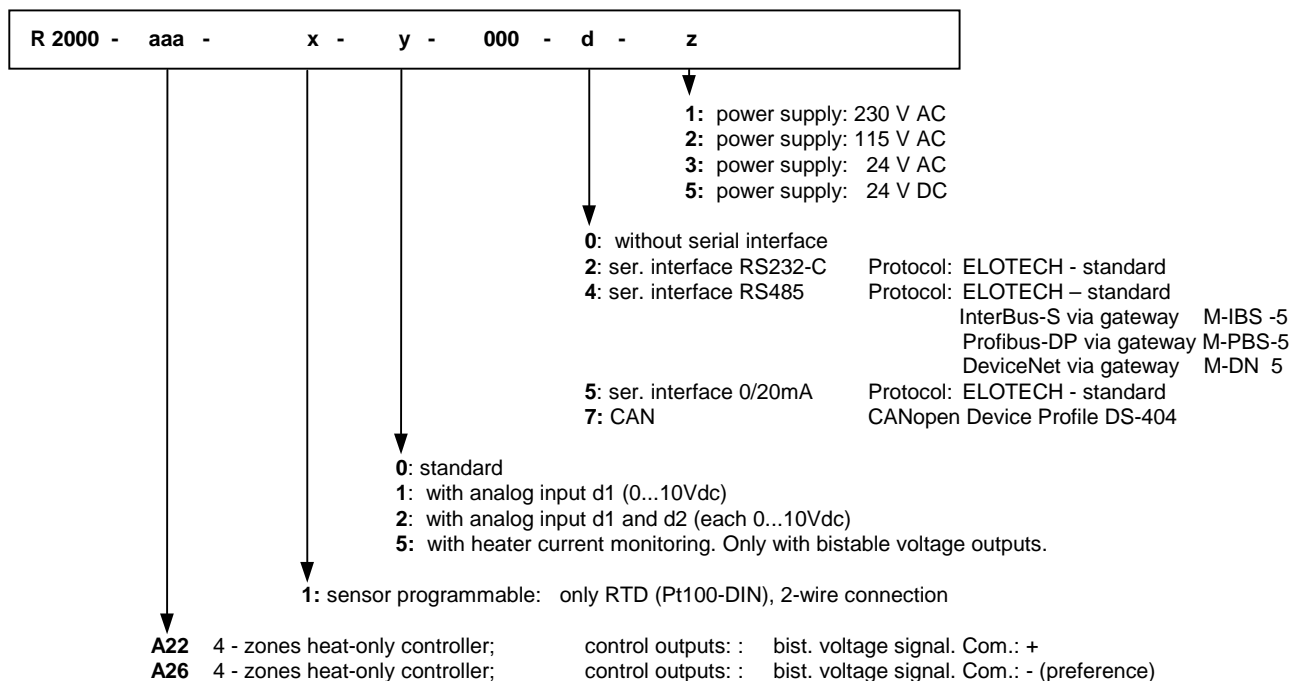 R 2000 - aaa - x - y - 000 - d - z
1: power supply: 230 V AC
2: power supply: 115 V AC
3: power supply: 24 V AC
5: power supply: 24 V DC
0: without serial interface
2: ser. interface RS232-C Protocol: ELOTECH - standard
4: ser. interface RS485 Protocol: ELOTECH – standard
InterBus-S via gateway M-IBS -5
Profibus-DP via gateway M-PBS-5
DeviceNet via gateway M-DN 5
5: ser. interface 0/20mA Protocol: ELOTECH - standard
7: CAN CANopen Device Profile DS-404
0: standard
1: with analog input d1 (0...10Vdc)
2: with analog input d1 and d2 (each 0...10Vdc)
5: with heater current monitoring. Only with bistable voltage outputs.
1: sensor programmable: only RTD (Pt100-DIN), 2-wire connection
A22 4 - zones heat-only controller; control outputs: : bist. voltage signal. Com.: +
A26 4 - zones heat-only controller; control outputs: : bist. voltage signal. Com.: - (preference)